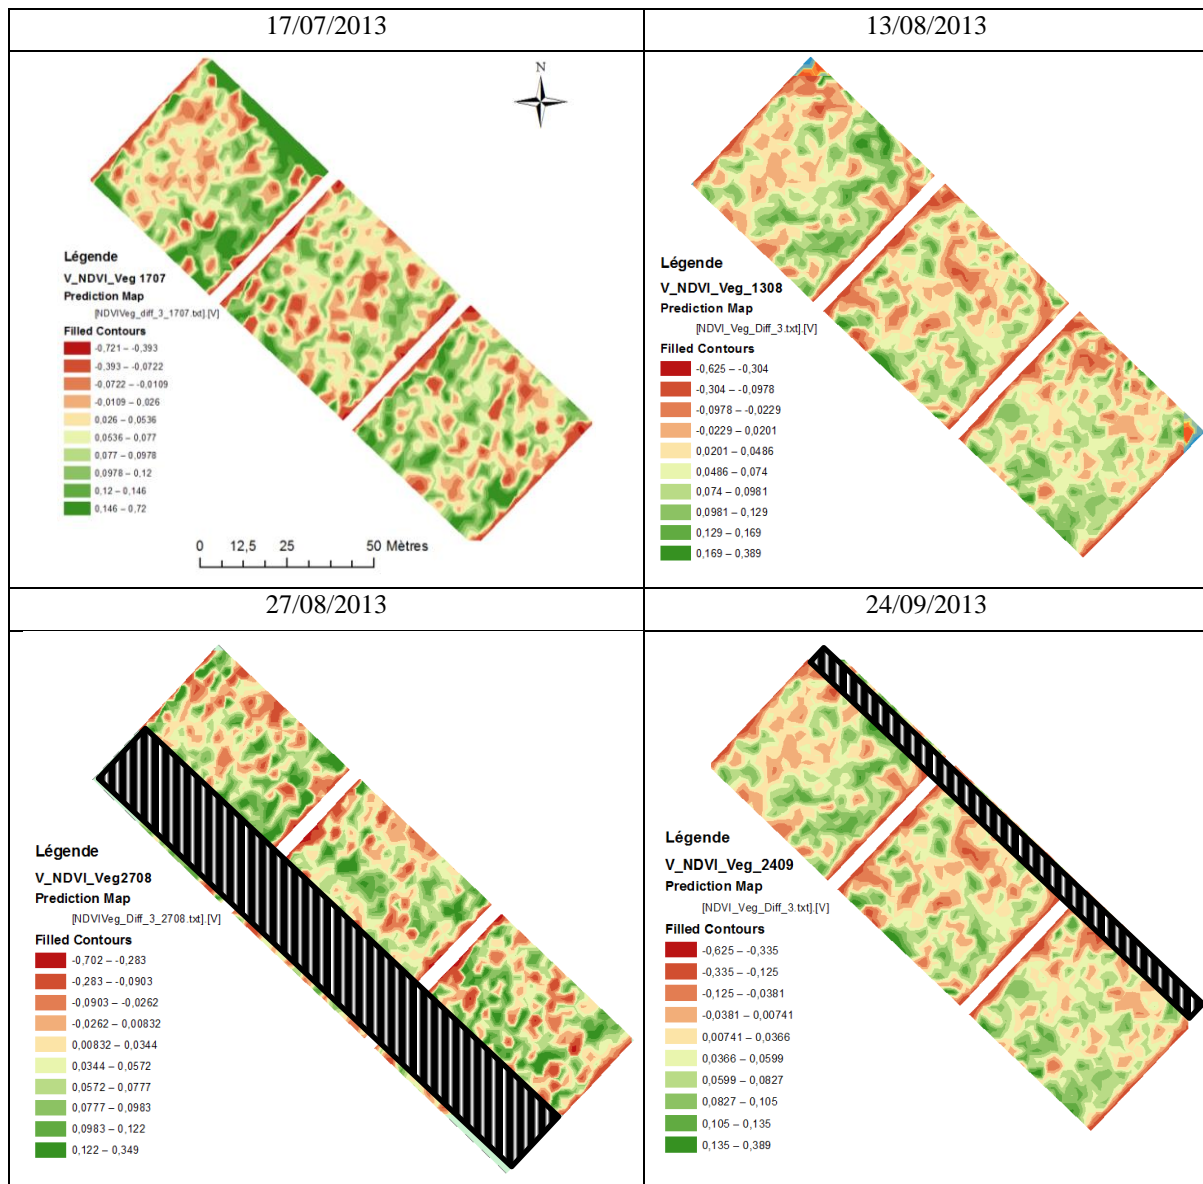 17/07/2013
13/08/2013
N
Légende
V_NDVI_Veg 1707
Prediction Map
[NDVIVeg_diff_3_1707.txt].[V]
Filled Contours
-0,721 – -0,393
-0,393 – -0,0722
-0,0722 – -0,0109
-0,0109 – 0,026
0,026 – 0,0536
0,0536 – 0,077
0,077 – 0,0978
0,0978 – 0,12
0,12 – 0,146
0,146 – 0,72
0 12,5 25 50 Mètres
Légende
V_NDVI_Veg_1308
Prediction Map
[NDVI_Veg_Diff_3.txt].[V]
Filled Contours
-0,625 – -0,304
-0,304 – -0,0978
-0,0978 – -0,0229
-0,0229 – 0,0201
0,0201 – 0,0486
0,0486 – 0,074
0,074 – 0,0981
0,0981 – 0,129
0,129 – 0,169
0,169 – 0,389
27/08/2013
24/09/2013
Légende
V_NDVI_Veg2708
Prediction Map
[NDVIVeg_Diff_3_2708.txt].[V]
Filled Contours
-0,702 – -0,283
-0,283 – -0,0903
-0,0903 – -0,0262
-0,0262 – 0,00832
0,00832 – 0,0344
0,0344 – 0,0572
0,0572 – 0,0777
0,0777 – 0,0983
0,0983 – 0,122
0,122 – 0,349
Légende
V_NDVI_Veg_2409
Prediction Map
[NDVI_Veg_Diff_3.txt].[V]
Filled Contours
-0,625 – -0,335
-0,335 – -0,125
-0,125 – -0,0381
-0,0381 – 0,00741
0,00741 – 0,0366
0,0366 – 0,0599
0,0599 – 0,0827
0,0827 – 0,105
0,105 – 0,135
0,135 – 0,389